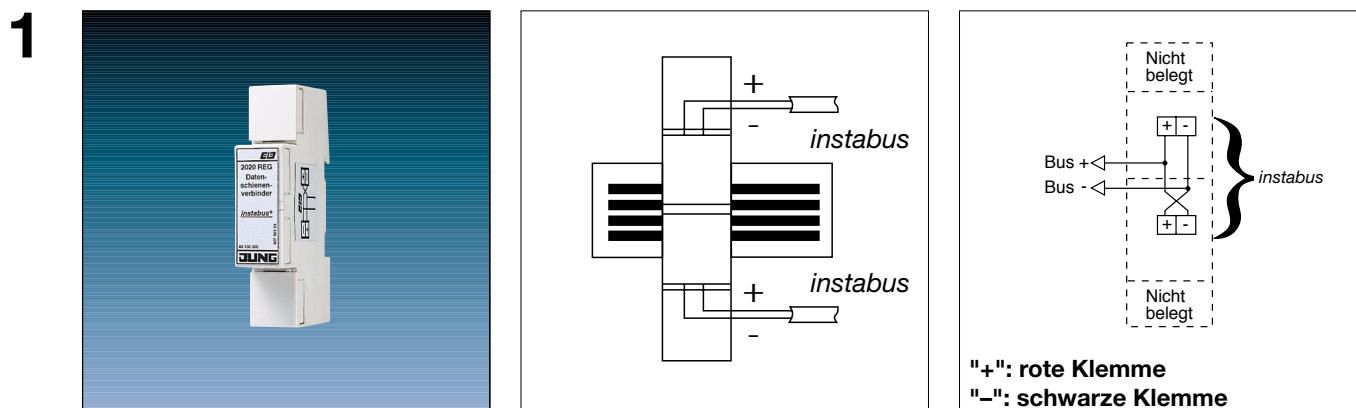 1
EIB
2020 REG
Daten-
schienen-
verbinder
instabus®
JUNG
+
–
instabus
+
–
instabus
Nicht
belegt
+ -
Bus +
Bus -
instabus
+ -
Nicht
belegt
"+": rote Klemme
"–": schwarze Klemme